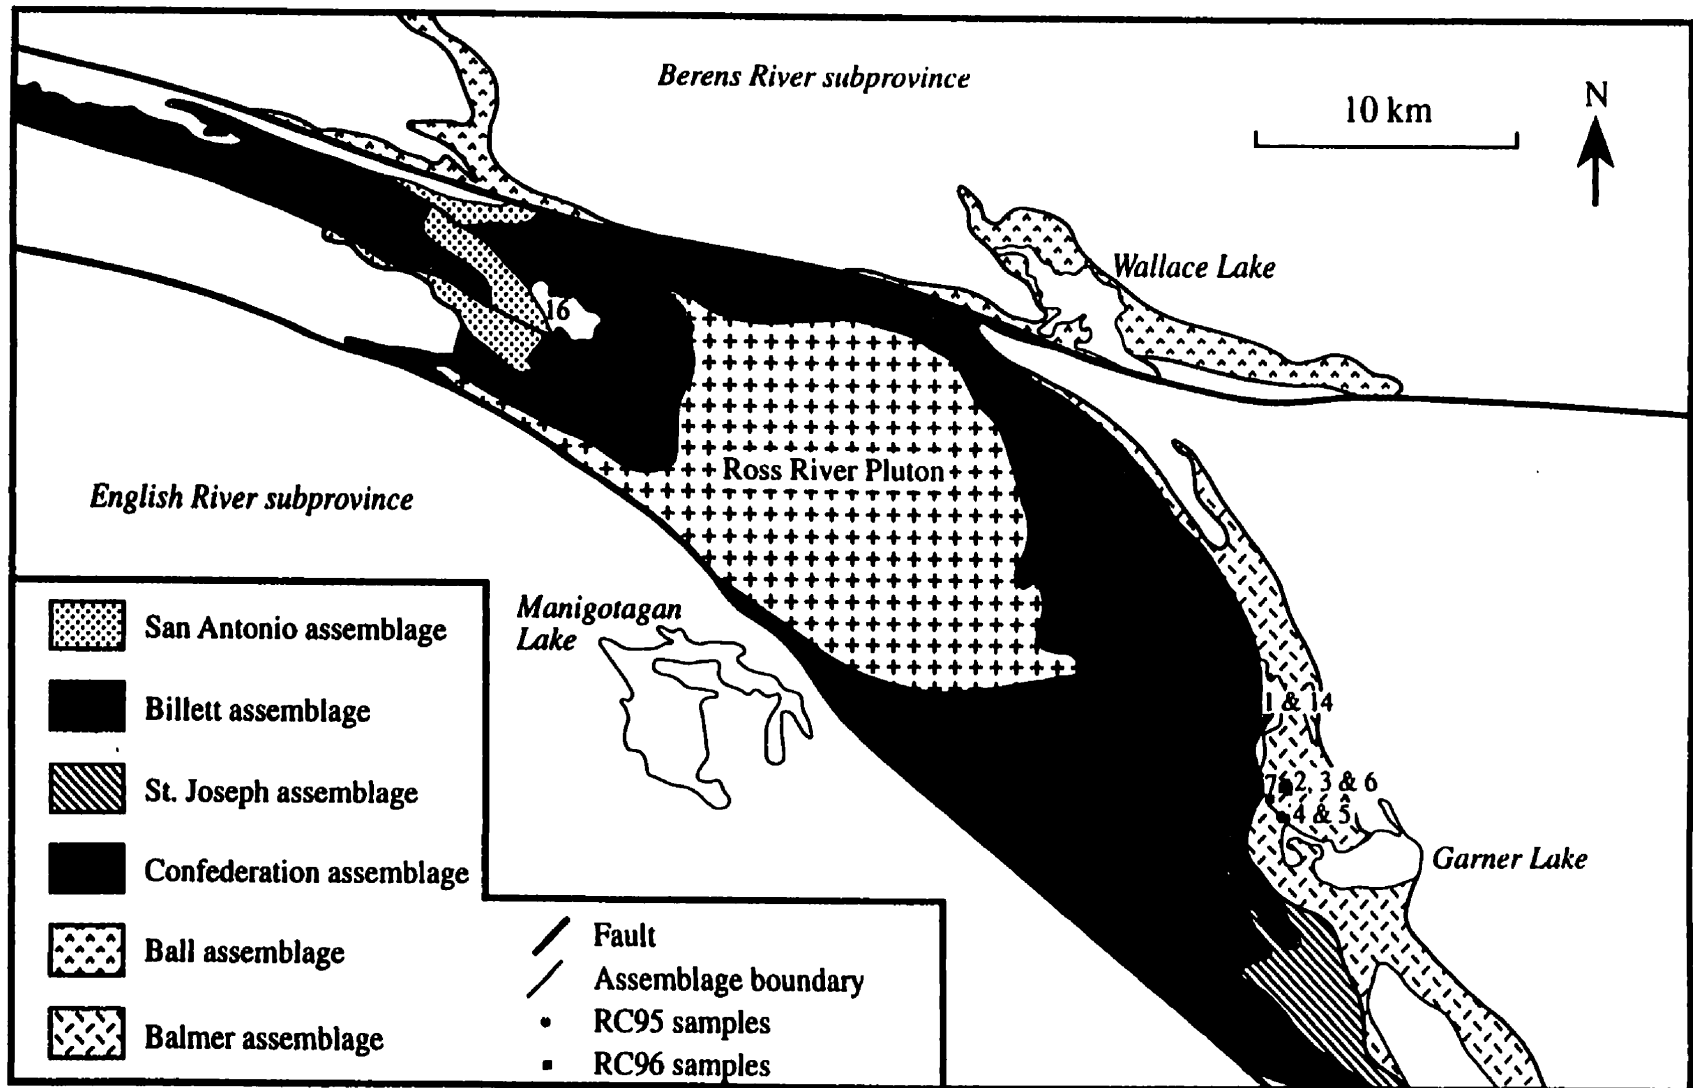 Berens River subprovince
10 km
N
Wallace Lake
16
Ross River Pluton
English River subprovince
Manigotagan
Lake
1 & 14
7 2, 3 & 6
4 & 5
Garner Lake
San Antonio assemblage
Billett assemblage
St. Joseph assemblage
Confederation assemblage
Ball assemblage
Balmer assemblage
Fault
Assemblage boundary
RC95 samples
RC96 samples